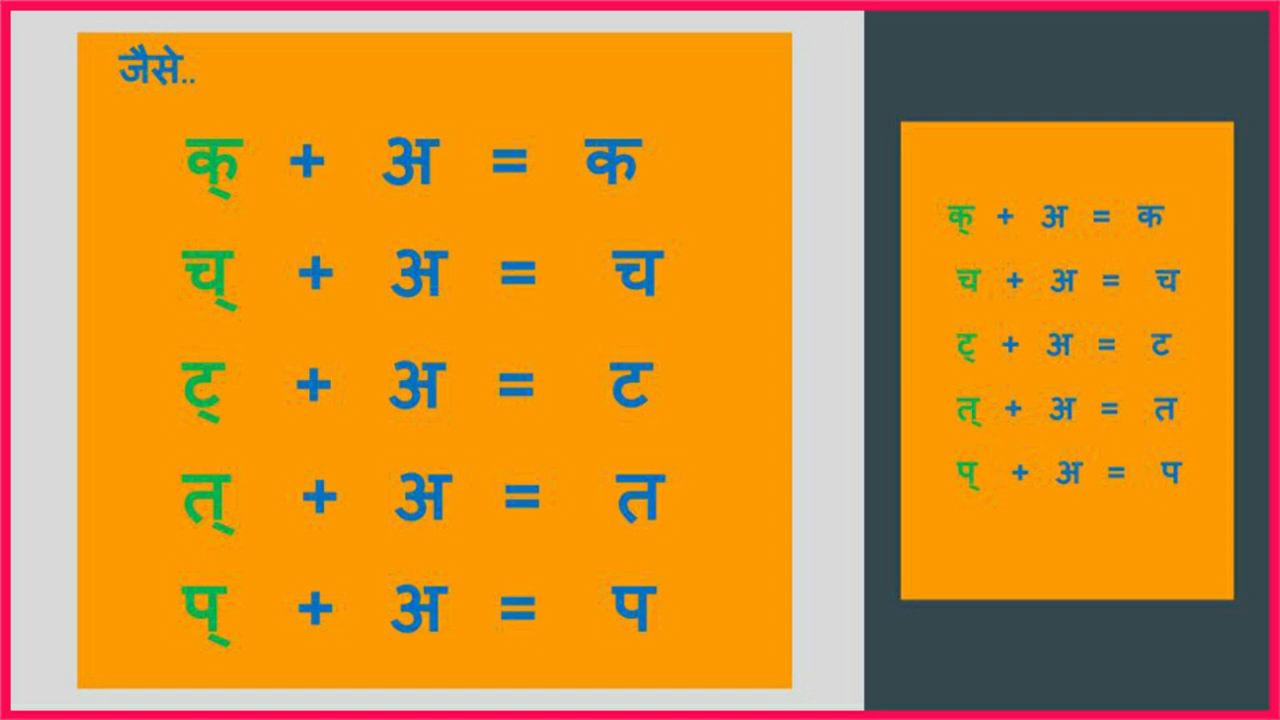 जैसे..
क् + अ = क
च् + अ = च
ट् + अ = ट
त् + अ = त
प् + अ = प
क् + अ = क
च + अ = च
ट् + अ = ट
त् + अ = त
प् + अ = प